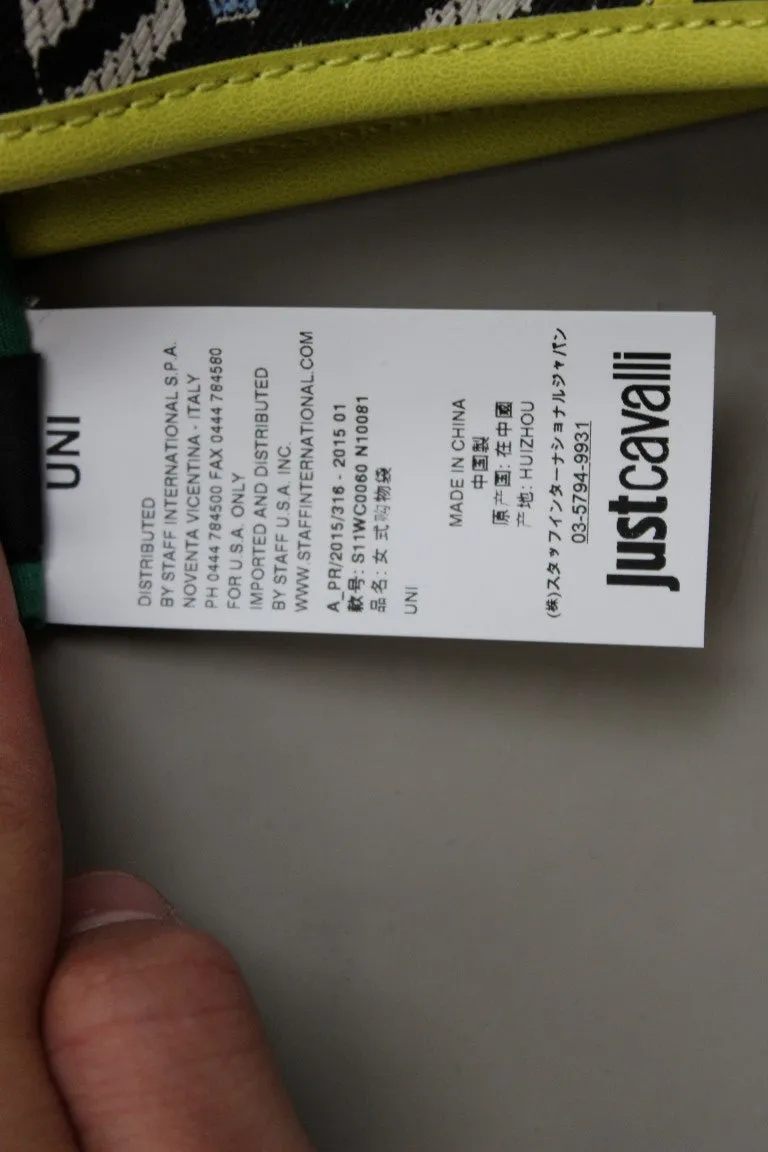 UNI
DISTRIBUTED
BY STAFF INTERNATIONAL S.P.A.
NOVENTA VICENTINA - ITALY
PH 0444 784500 FAX 0444 784580
FOR U.S.A. ONLY
IMPORTED AND DISTRIBUTED
BY STAFF U.S.A. INC.
WWW.STAFFINTERNATIONAL.COM
A_PR/2015/316 - 2015 01
款号: S11WC0060 N10081
品名: 女 式购物袋
UNI
MADE IN CHINA
中国製
原产国: 在中國
产地: HUIZHOU
(株)スタッフインターナショナルジャパン
03-5794-9931
justcavalli